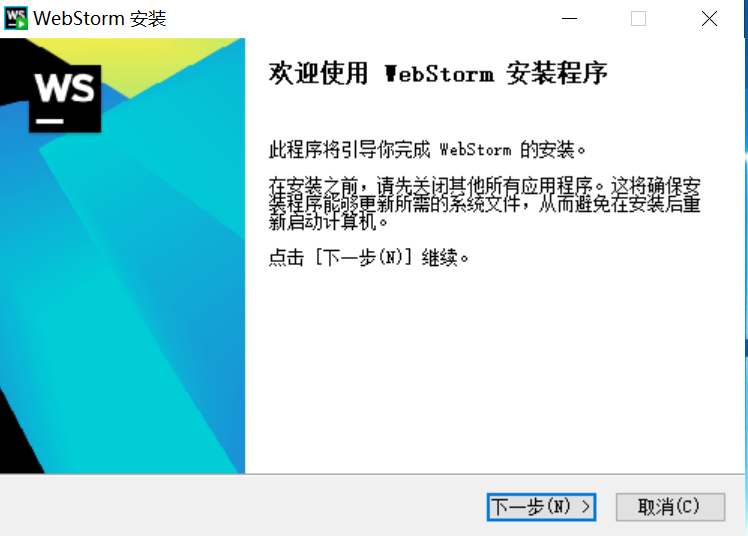 WebStorm 安装
WS
欢迎使用 WebStorm 安装程序
此程序将引导你完成 WebStorm 的安装。
在安装之前，请先关闭其他所有应用程序。这将确保安
装程序能够更新所需的系统文件，从而避免在安装后重
新启动计算机。
点击 [下一步(N)] 继续。
下一步(N) >
取消(C)